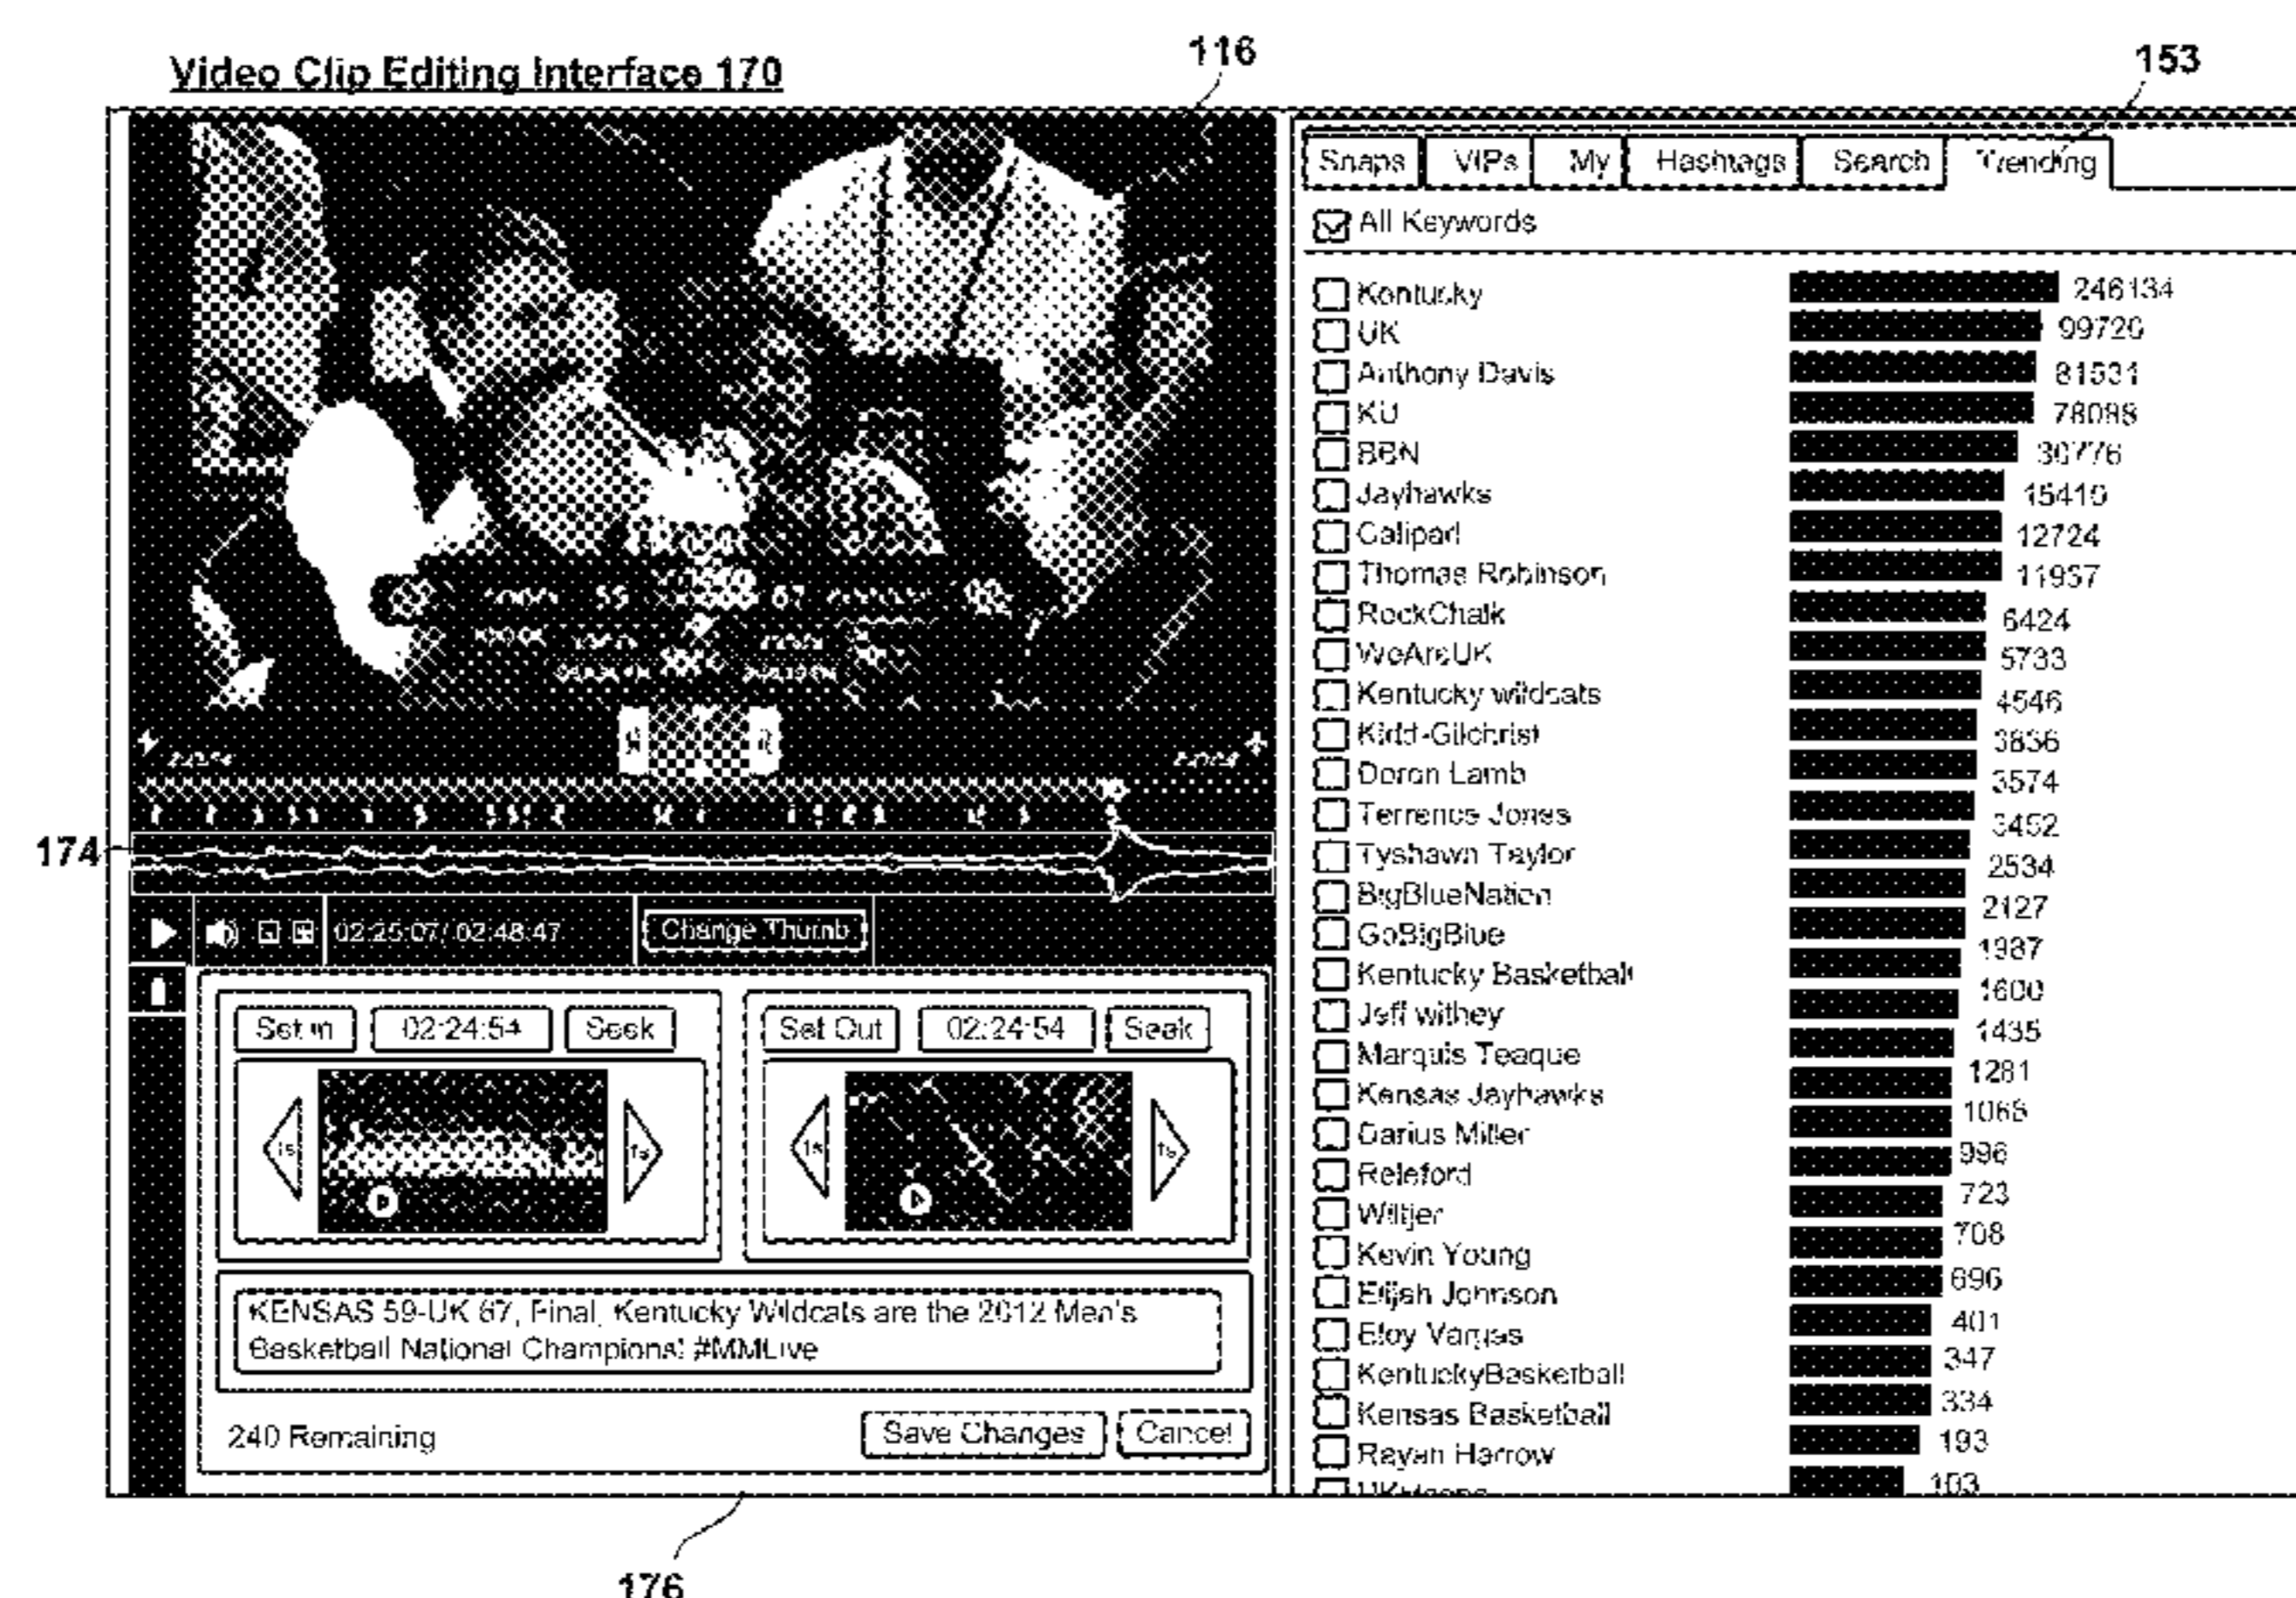 Video Clip Editing Interface 170
116
153
Snaps VIPs My Hashtags Search Trending
All Keywords
Kentucky 246134
UK 99720
Anthony Davis 81531
KU 78098
BBN 30776
Jayhawks 15410
Calipari 12724
Thomas Robinson 11957
RockChalk 6424
WeAreUK 5733
Kentucky wildcats 4546
Kidd-Gilchrist 3836
Doron Lamb 3574
Terrence Jones 3452
Tyshawn Taylor 2534
BigBlueNation 2127
GoBigBlue 1987
Kentucky Basketball 1600
Jeff withey 1435
Marquis Teaque 1281
Kensas Jayhawks 1068
Darius Miller 996
Releford 723
Wiltjer 708
Kevin Young 696
Elijah Johnson 401
Eloy Vargas 347
KentuckyBasketball 334
Kensas Basketball 193
Rayan Harrow 103
55 67
174
02:25:07/ 02:48:47 Change Thumb
Set In 02:24:54 Seek Set Out 02:24:54 Seek
1s 1s 1s 1s
KENSAS 59-UK 67, Final, Kentucky Wildcats are the 2012 Men's
Basketball National Champions! #MMLive
240 Remaining Save Changes Cancel
176